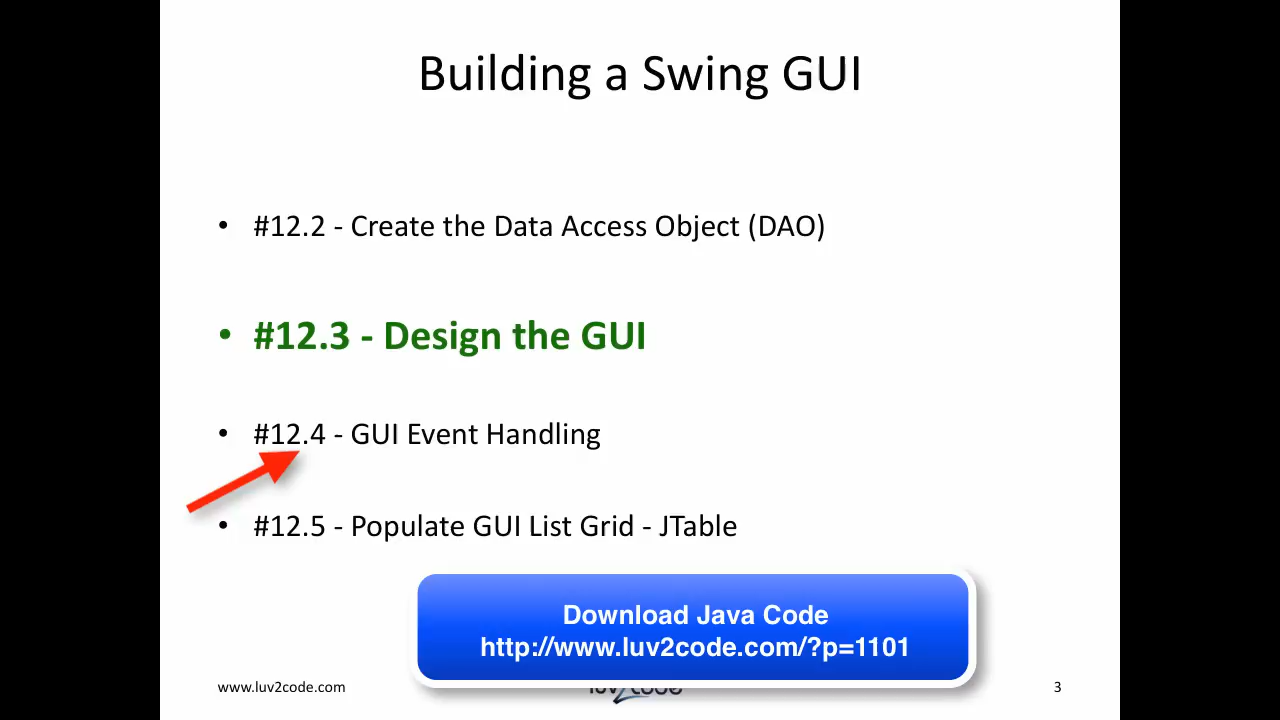 Building a Swing GUI
• #12.2 - Create the Data Access Object (DAO)
• #12.3 - Design the GUI
• #12.4 - GUI Event Handling
• #12.5 - Populate GUI List Grid - JTable
Download Java Code
http://www.luv2code.com/?p=1101
www.luv2code.com
luv2code
3